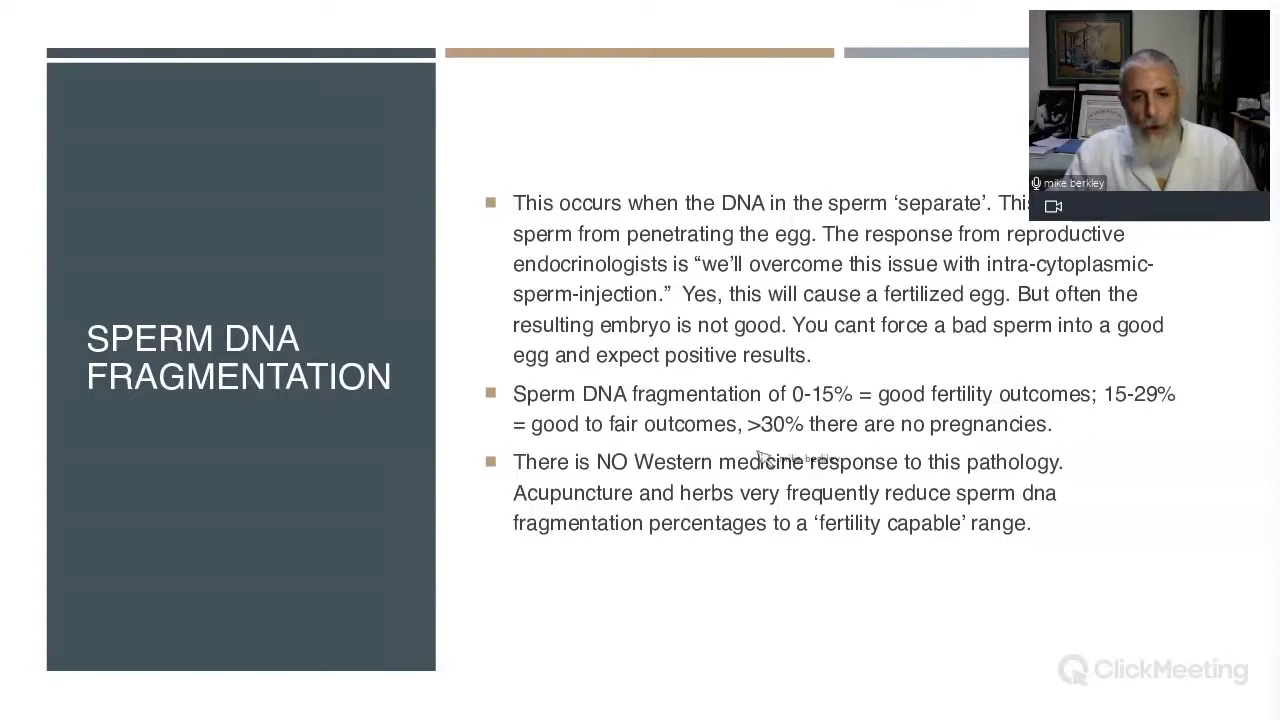 SPERM DNA
FRAGMENTATION
This occurs when the DNA in the sperm ‘separate’. This
sperm from penetrating the egg. The response from reproductive
endocrinologists is “we’ll overcome this issue with intra-cytoplasmic-
sperm-injection.” Yes, this will cause a fertilized egg. But often the
resulting embryo is not good. You cant force a bad sperm into a good
egg and expect positive results.
Sperm DNA fragmentation of 0-15% = good fertility outcomes; 15-29%
= good to fair outcomes, >30% there are no pregnancies.
There is NO Western medicine response to this pathology.
Acupuncture and herbs very frequently reduce sperm dna
fragmentation percentages to a ‘fertility capable’ range.
mike berkley
mike berkley
ClickMeeting